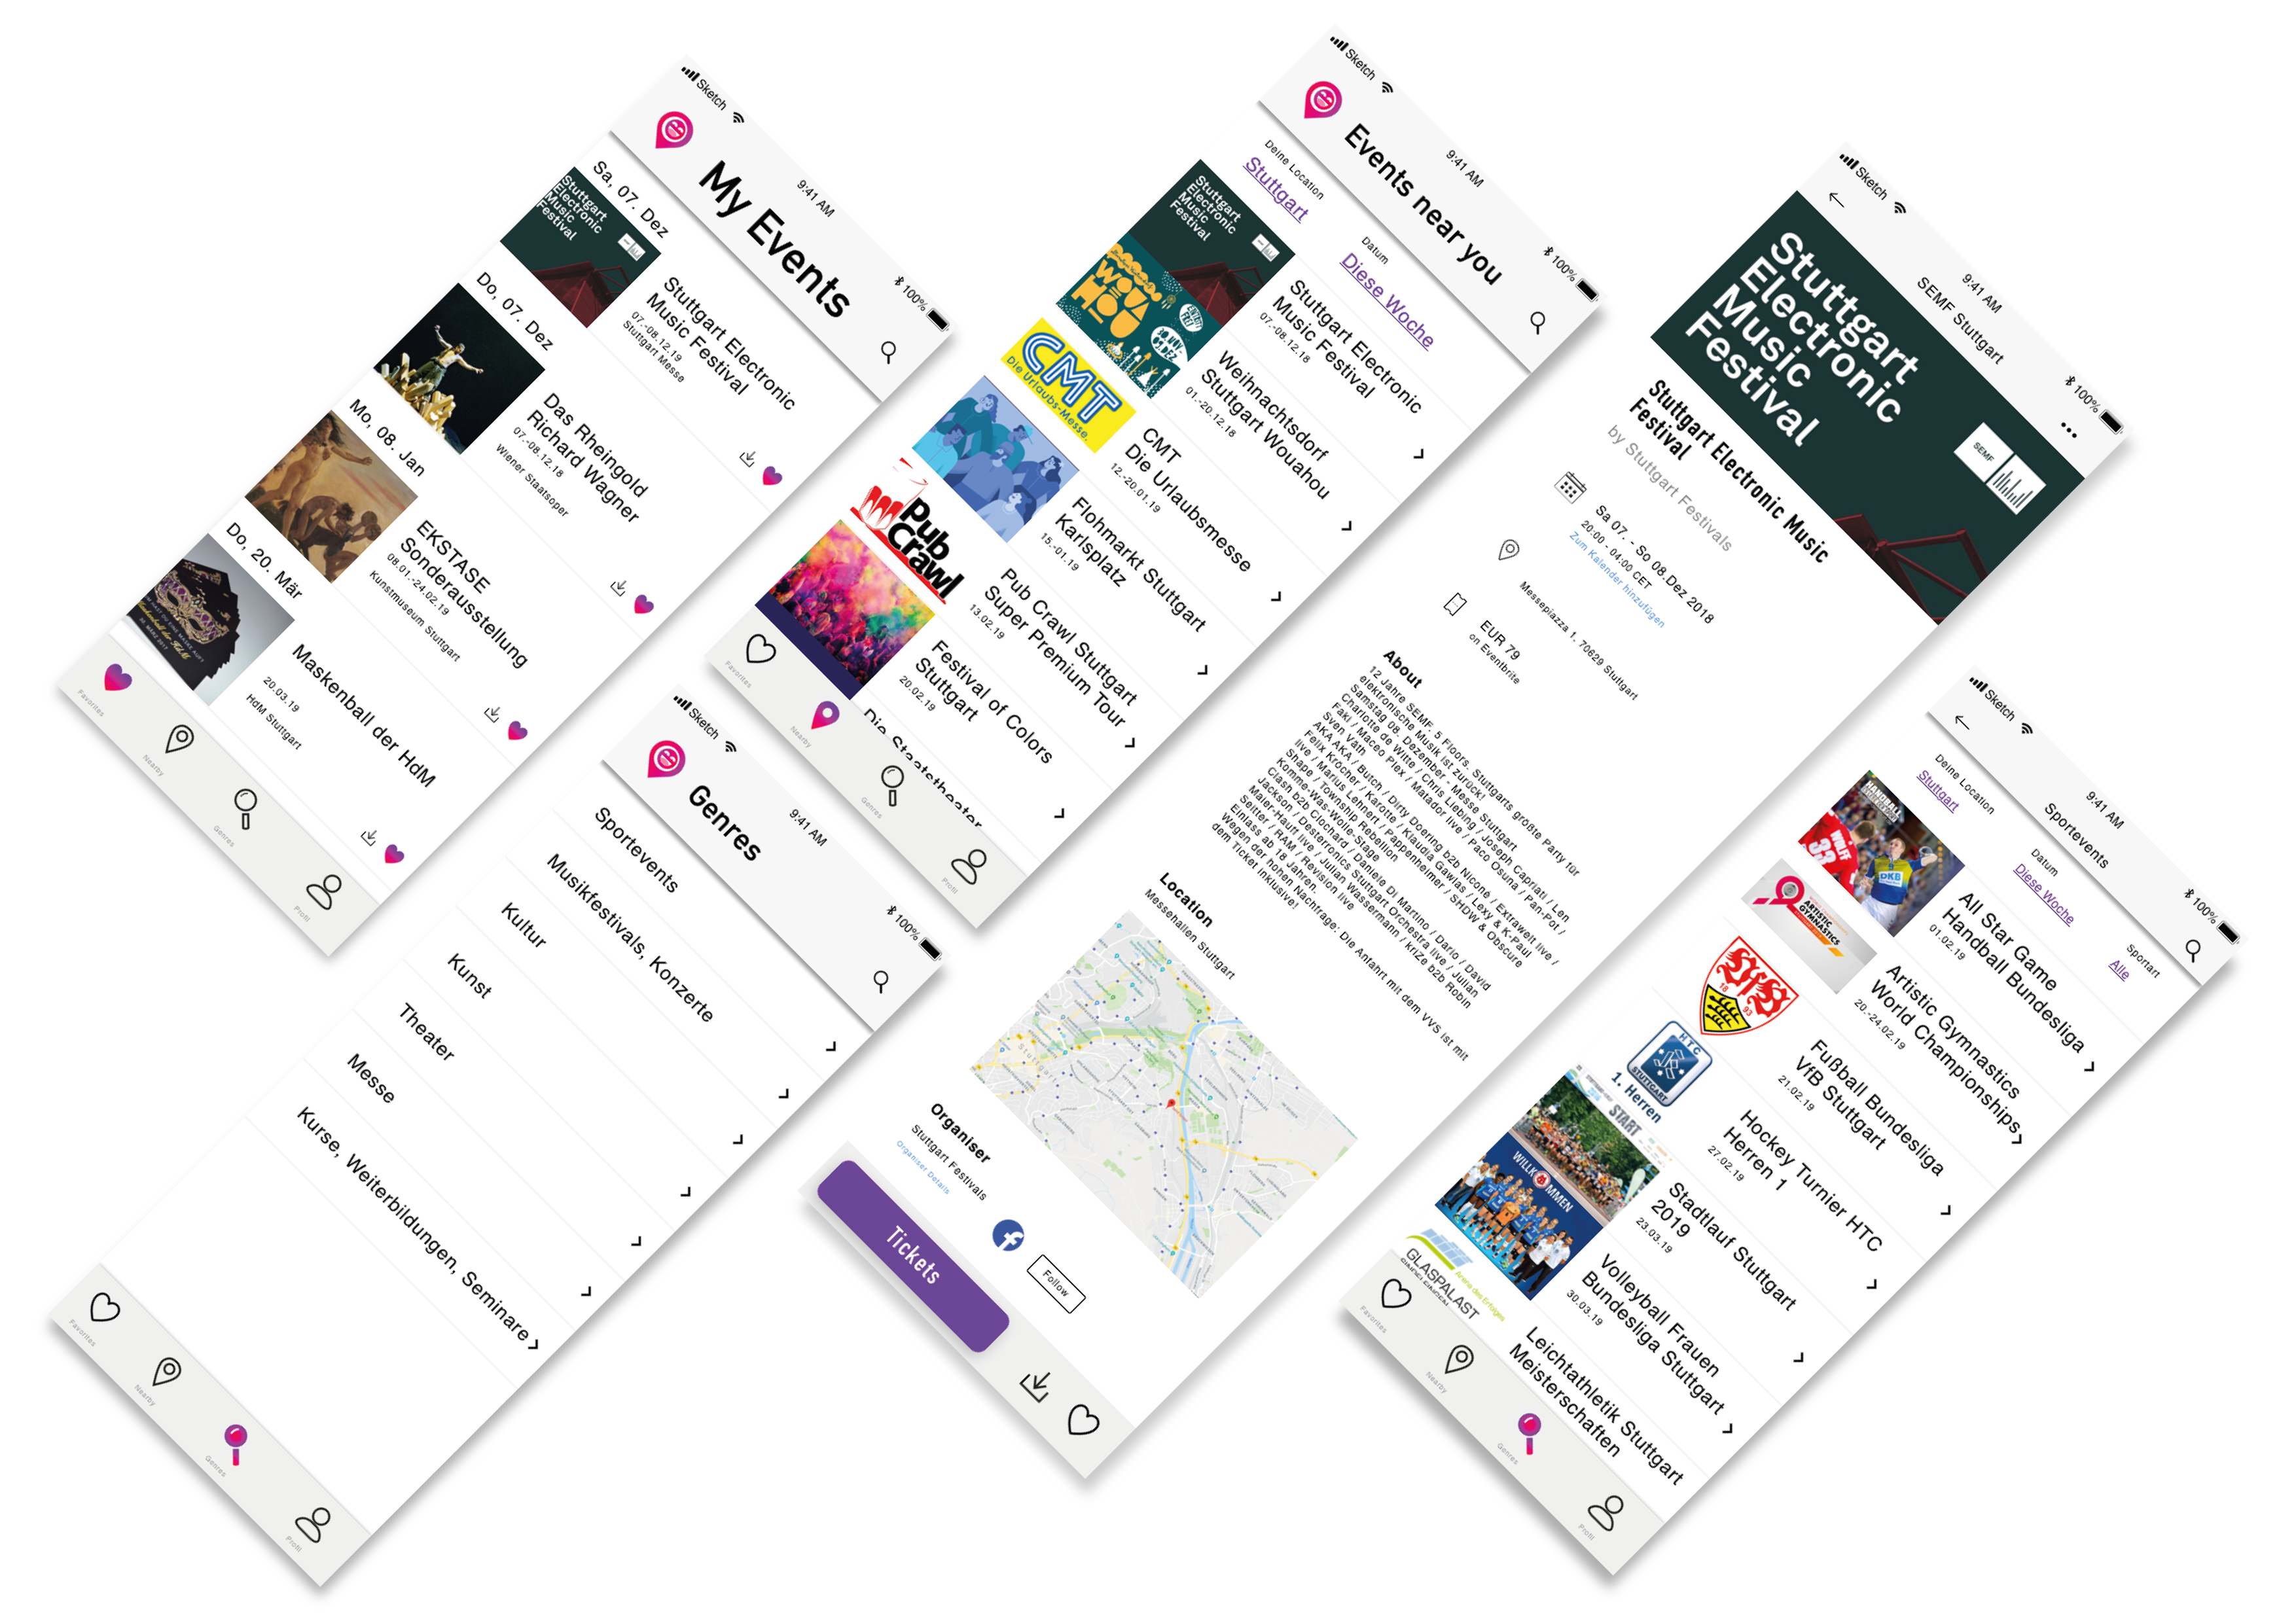 Sketch
9:41 AM
100%
My Events
Sa, 07. Dez
Stuttgart
Electronic
Music
Festival
Stuttgart Electronic
Music Festival
07.-08.12.19
Stuttgart Messe
Do, 07. Dez
Das Rheingold
Richard Wagner
07.-08.12.18
Wiener Staatsoper
Mo, 08. Jan
EKSTASE
Sonderausstellung
08.01.-24.02.19
Kunstmuseum Stuttgart
Do, 20. Mär
Maskenball der HdM
20.03.19
HdM Stuttgart
Favorites
Nearby
Genres
Profil
Sketch
9:41 AM
100%
Events near you
Deine Location
Stuttgart
Datum
Diese Woche
Stuttgart
Electronic
Music
Festival
Stuttgart Electronic
Music Festival
07.-08.12.18
WOUA
HOU
Weihnachtsdorf
Stuttgart Wouahou
01.-20.12.18
CMT
Die Urlaubs-Messe.
CMT
Die Urlaubsmesse
12.-20.01.19
Flohmarkt Stuttgart
Karlsplatz
15.-01.19
Pub
Crawl
Pub Crawl Stuttgart
Super Premium Tour
13.02.19
Festival of Colors
Stuttgart
20.02.19
Die Staatstheater
Favorites
Nearby
Genres
Profil
Sketch
9:41 AM
100%
SEMF Stuttgart
Stuttgart
Electronic
Music
Festival
SEMF
Stuttgart Electronic Music
Festival
by Stuttgart Festivals
Sa 07. - So 08.Dez 2018
20:00 - 04:00 CET
Zum Kalender hinzufügen
Messepiazza 1, 70629 Stuttgart
EUR 79
on Eventbrite
About
12 Jahre SEMF. 5 Floors. Stuttgarts größte Party für
elektronische Musik ist zurück!
Samstag 08. Dezember - Messe Stuttgart
Charlotte de Witte / Chris Liebing / Joseph Capriati / Len
Faki / Maceo Plex / Matador live / Paco Osuna / Pan-Pot /
Sven Väth
AKA AKA / Butch / Dirty Doering b2b Niconé / Extrawelt live /
Felix Kröcher / Karotte / Klaudia Gawlas / Lexy & K-Paul
live / Marius Lehnert / Pappenheimer / SHDW & Obscure
Shape / Township Rebellion
Komme-Was-Wolle-Stage
Clash b2b Clochard / Daniele Di Martino / Dario / David
Jackson / Desterronics Stuttgart Orchestra live / Julian
Maier-Hauff live / Julian Wassermann / kriZe b2b Robin
Seitter / RAM / Revision live
Einlass ab 18 Jahren.
Wegen der hohen Nachfrage: Die Anfahrt mit dem VVS ist mit
dem Ticket inklusive!
Location
Messehallen Stuttgart
Organiser
Stuttgart Festivals
Organiser Details
Follow
Tickets
Sketch
9:41 AM
100%
Genres
Sportevents
Musikfestivals, Konzerte
Kultur
Kunst
Theater
Messe
Kurse, Weiterbildungen, Seminare
Favorites
Nearby
Genres
Profil
Sketch
9:41 AM
100%
Sportevents
Deine Location
Stuttgart
Datum
Diese Woche
Sportart
Alle
HANDBALL
WOLFF
33
DKB
All Star Game
Handball Bundesliga
01.02.19
ARTISTIC
GYMNASTICS
Artistic Gymnastics
World Championships
20.-24.02.19
18 93
Fußball Bundesliga
VfB Stuttgart
21.02.19
HTC
STUTTGART
1. Herren
Hockey Turnier HTC
Herren 1
27.02.19
START
Stadtlauf Stuttgart
2019
23.03.19
WILLKOMMEN
Volleyball Frauen
Bundesliga Stuttgart
30.03.19
GLASPALAST
Arena des Erfolges
Leichtathletik Stuttgart
Meisterschaften
Favorites
Nearby
Genres
Profil